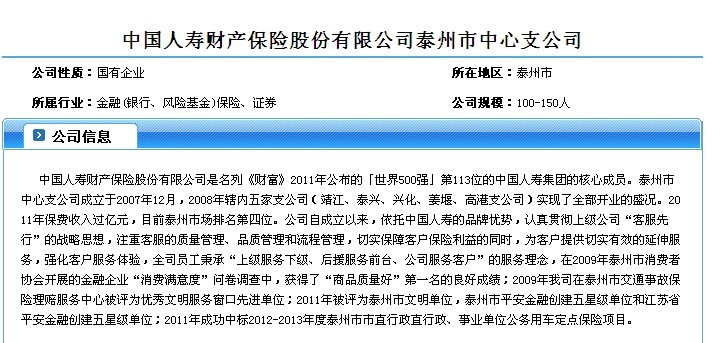 中国人寿财产保险股份有限公司泰州市中心支公司
公司性质：国有企业 所在地区：泰州市
所属行业：金融(银行、风险基金)保险、证券 公司规模：100-150人
公司信息
中国人寿财产保险股份有限公司是名列《财富》2011年公布的「世界500强」第113位的中国人寿集团的核心成员。泰州市
中心支公司成立于2007年12月，2008年辖内五家支公司（靖江、泰兴、兴化、姜堰、高港支公司）实现了全部开业的盛况。20
11年保费收入过亿元，目前泰州市场排名第四位。公司自成立以来，依托中国人寿的品牌优势，认真贯彻上级公司“客服先
行”的战略思想，注重客服的质量管理、品质管理和流程管理，切实保障客户保险利益的同时，为客户提供切实有效的延伸服
务，强化客户服务体验，全司员工秉承“上级服务下级、后援服务前台、公司服务客户”的服务理念，在2009年泰州市消费者
协会开展的金融企业“消费满意度”问卷调查中，获得了“商品质量好”第一名的良好成绩；2009年我司在泰州市交通事故保
险理赔服务中心被评为优秀文明服务窗口先进单位；2011年被评为泰州市文明单位，泰州市平安金融创建五星级单位和江苏省
平安金融创建五星级单位；2011年成功中标2012-2013年度泰州市市直行政直行政、事业单位公务用车定点保险项目。